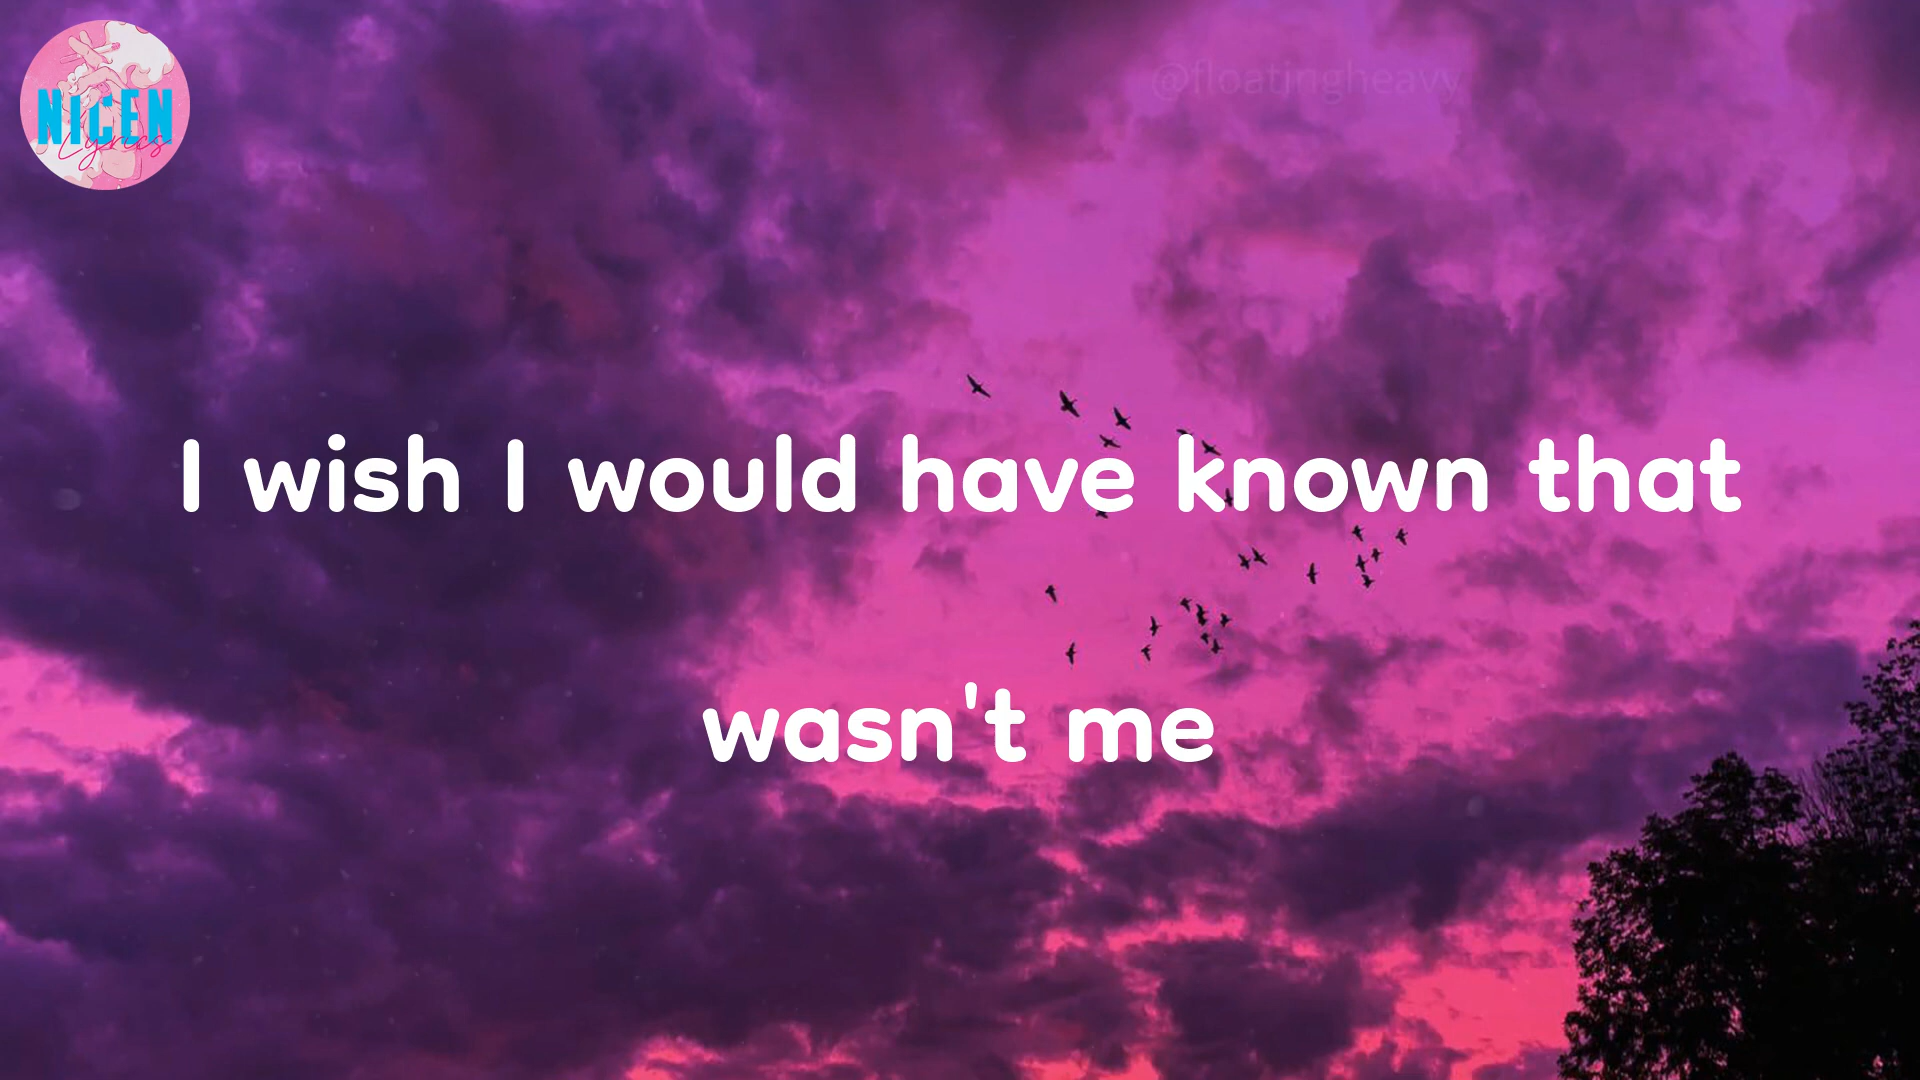 NICEN
Lyrics
@floatingheavy
I wish I would have known that
wasn't me